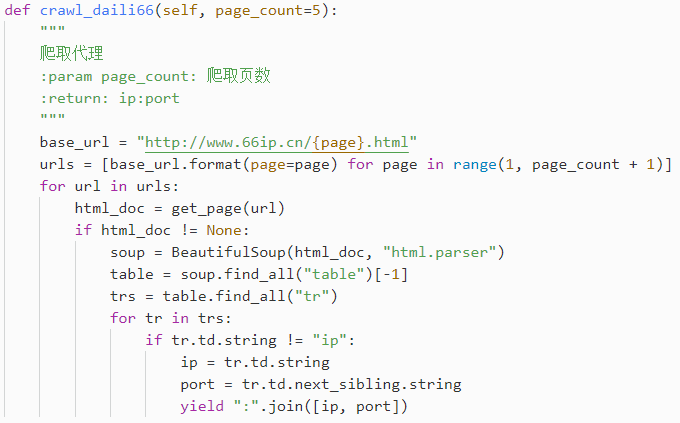 def crawl_daili66(self, page_count=5):
    """
    爬取代理
    :param page_count: 爬取页数
    :return: ip:port
    """
    base_url = "http://www.66ip.cn/{page}.html"
    urls = [base_url.format(page=page) for page in range(1, page_count + 1)]
    for url in urls:
        html_doc = get_page(url)
        if html_doc != None:
            soup = BeautifulSoup(html_doc, "html.parser")
            table = soup.find_all("table")[-1]
            trs = table.find_all("tr")
            for tr in trs:
                if tr.td.string != "ip":
                    ip = tr.td.string
                    port = tr.td.next_sibling.string
                    yield ":".join([ip, port])